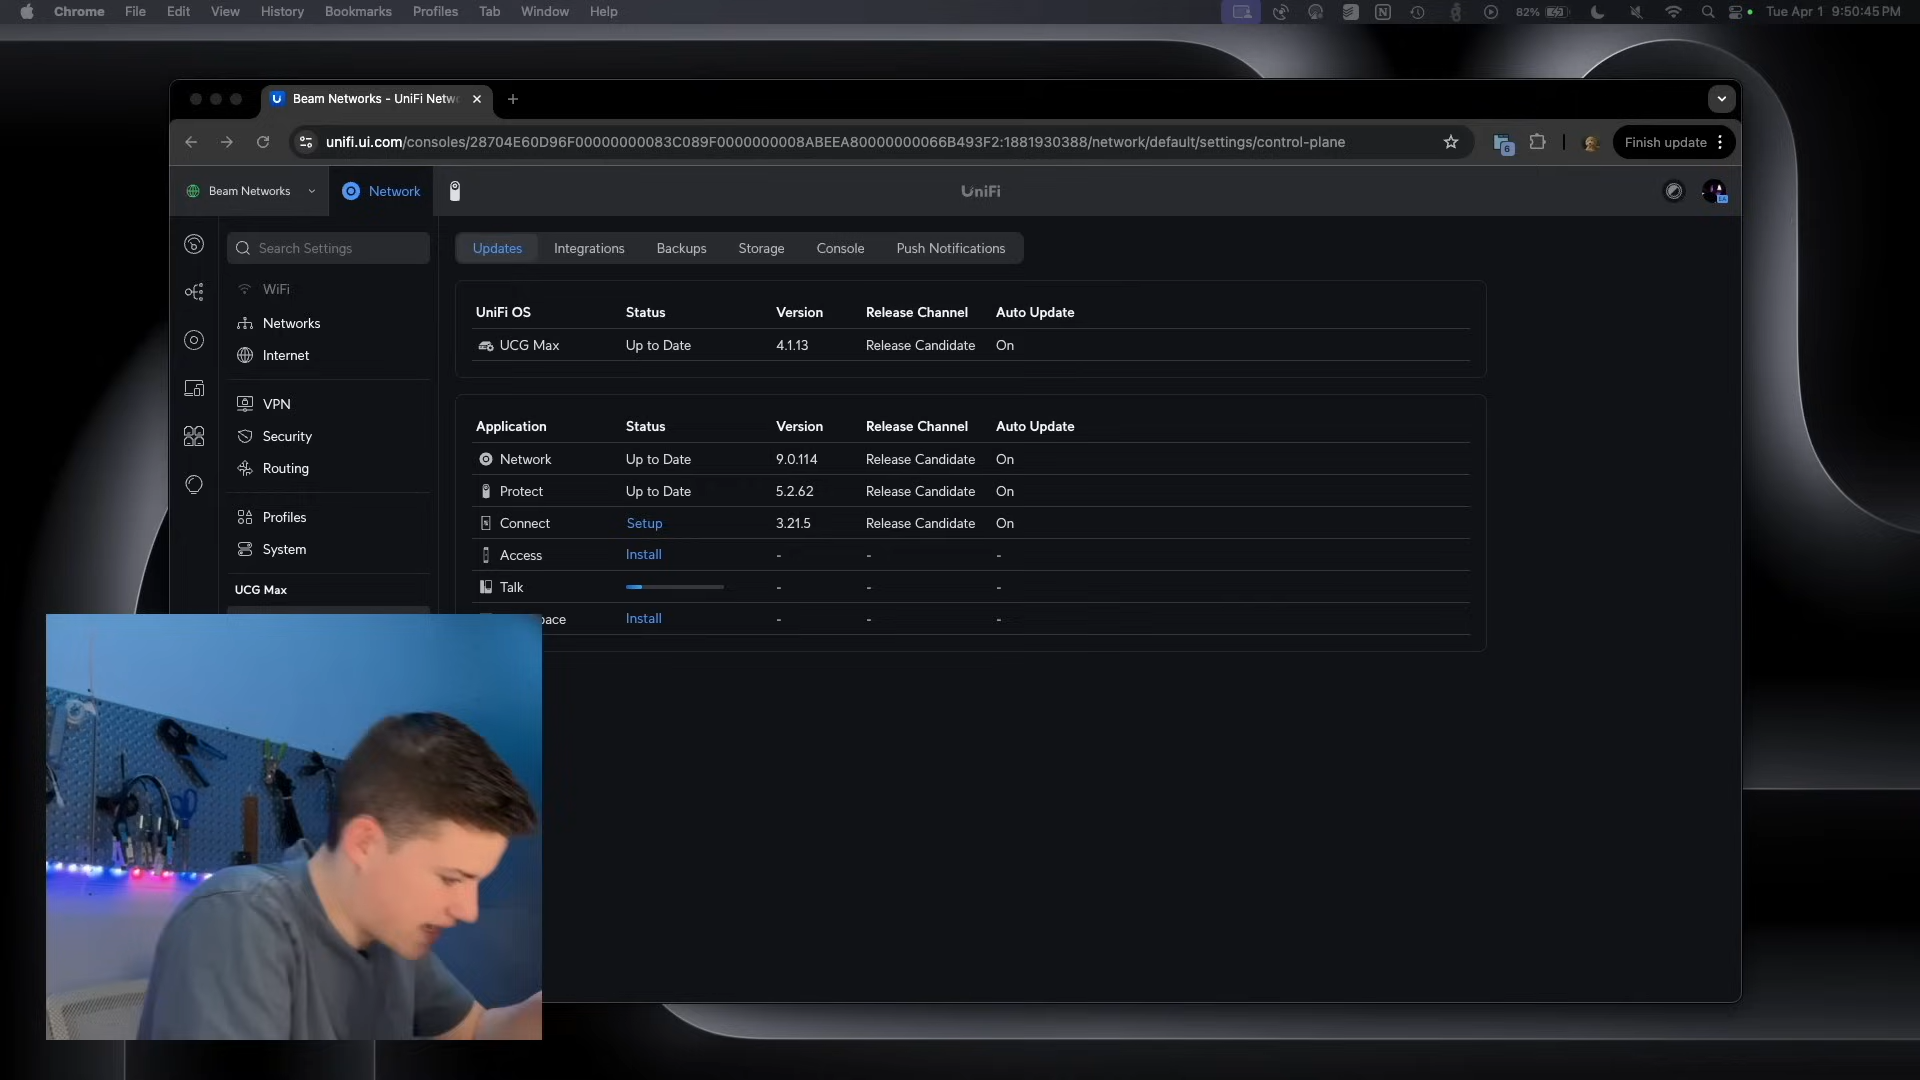 Chrome File Edit View History Bookmarks Profiles Tab Window Help 82% Tue Apr 1 9:50:45 PM
Beam Networks - UniFi Netw
unifi.ui.com/consoles/28704E60D96F00000000083C089F0000000008ABEEA80000000066B493F2:1881930388/network/default/settings/control-plane 6 Finish update
Beam Networks Network UniFi
Search Settings
WiFi
Networks
Internet
VPN
Security
Routing
Profiles
System
UCG Max
Updates Integrations Backups Storage Console Push Notifications
UniFi OS Status Version Release Channel Auto Update
UCG Max Up to Date 4.1.13 Release Candidate On
Application Status Version Release Channel Auto Update
Network Up to Date 9.0.114 Release Candidate On
Protect Up to Date 5.2.62 Release Candidate On
Connect Setup 3.21.5 Release Candidate On
Access Install - - -
Talk - - -
pace Install - - -